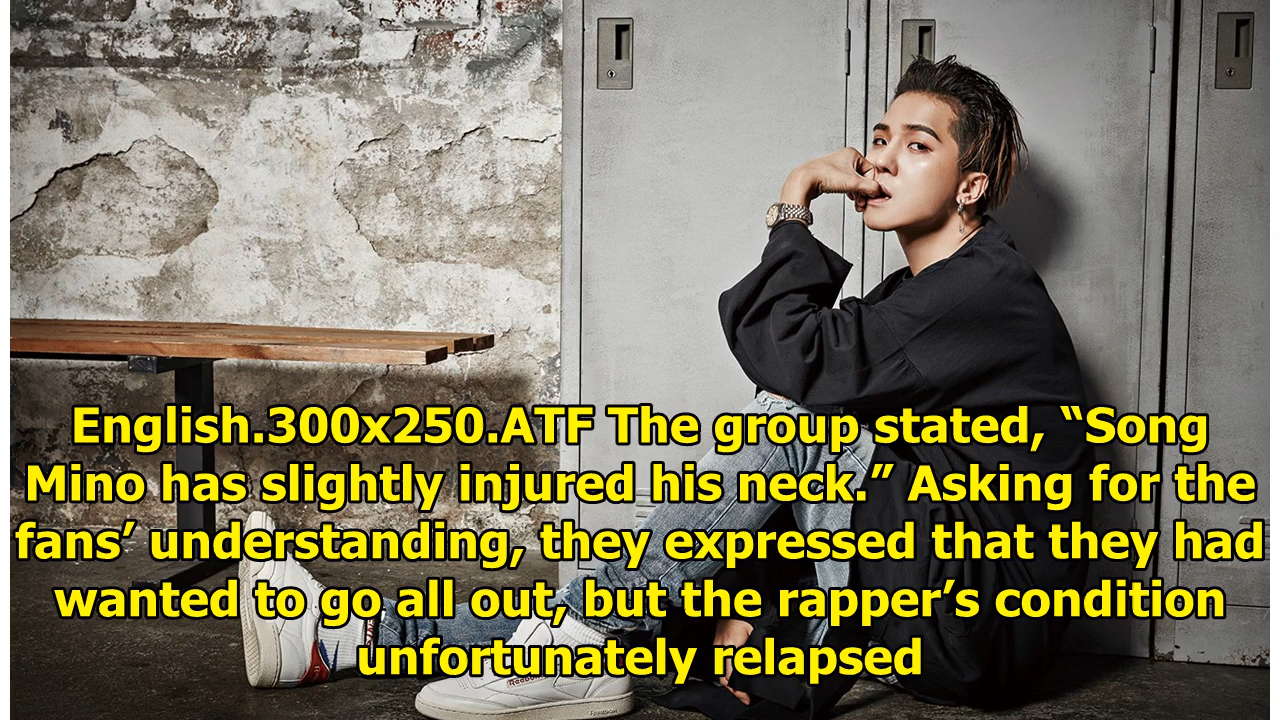 English.300x250.ATF The group stated, “Song
Mino has slightly injured his neck.” Asking for the
fans’ understanding, they expressed that they had
wanted to go all out, but the rapper’s condition
unfortunately relapsed
Reebok